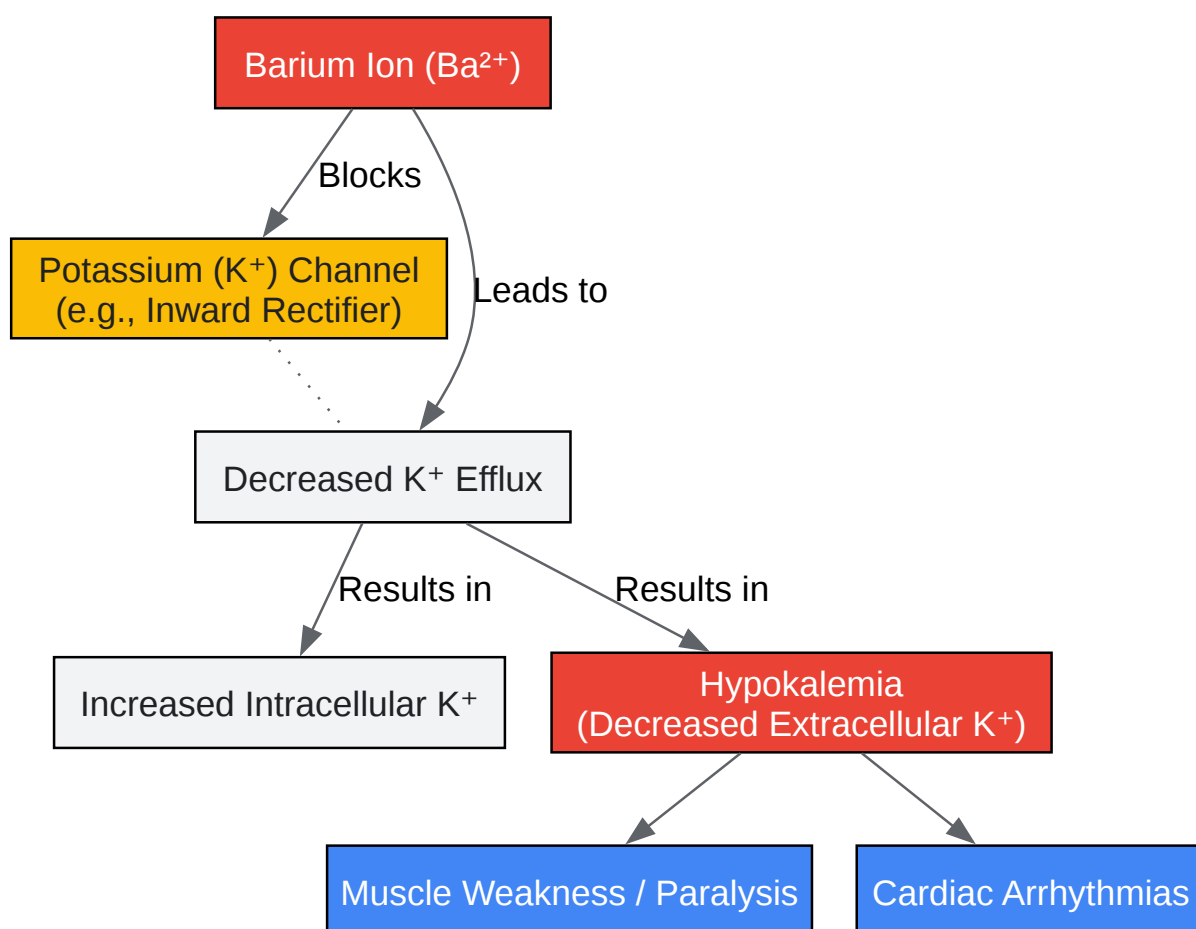 Barium Ion (Ba²⁺)
Blocks
Potassium (K⁺) Channel
(e.g., Inward Rectifier)
Leads to
Decreased K⁺ Efflux
Results in
Results in
Increased Intracellular K⁺
Hypokalemia
(Decreased Extracellular K⁺)
Muscle Weakness / Paralysis
Cardiac Arrhythmias